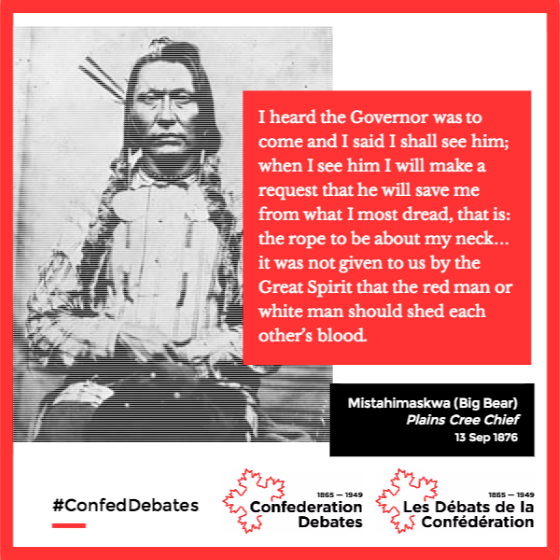 I heard the Governor was to
come and I said I shall see him;
when I see him I will make a
request that he will save me
from what I most dread, that is:
the rope to be about my neck...
it was not given to us by the
Great Spirit that the red man or
white man should shed each
other's blood.
Mistahimaskwa (Big Bear)
Plains Cree Chief
13 Sep 1876
#ConfedDebates
1865 — 1949
Confederation
Debates
1865 — 1949
Les Débats de la
Confédération